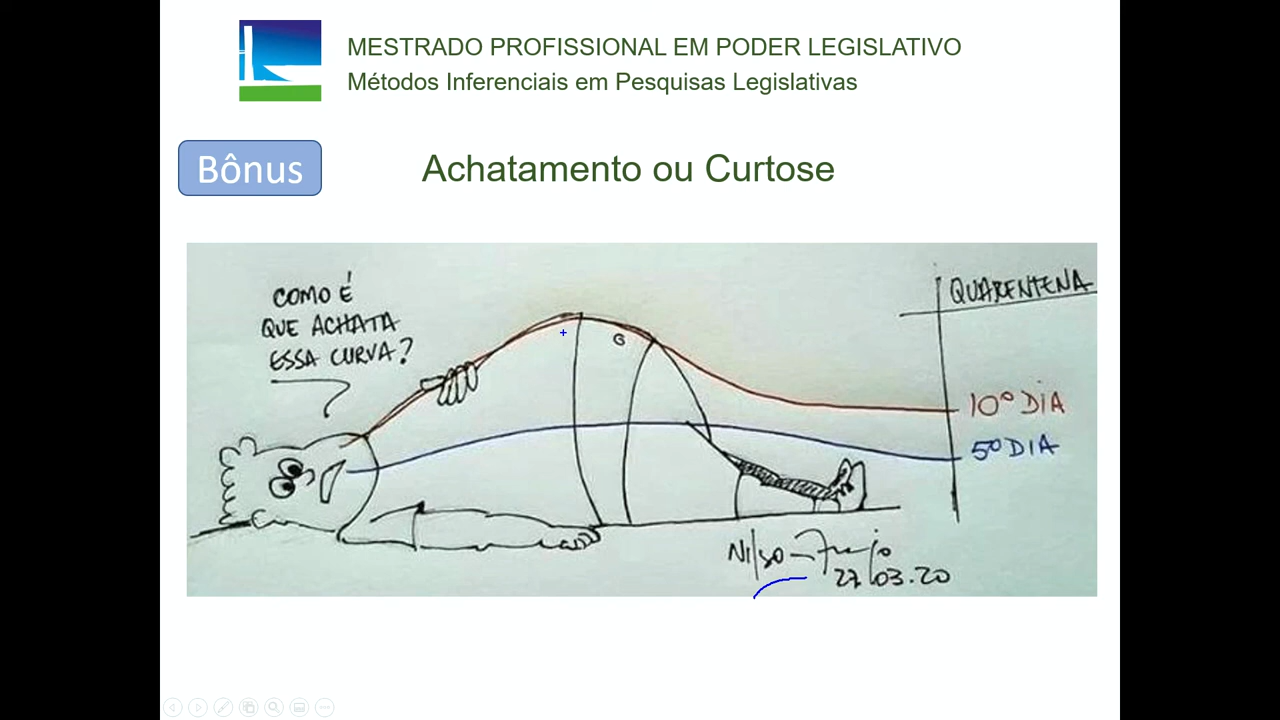 MESTRADO PROFISSIONAL EM PODER LEGISLATIVO
Métodos Inferenciais em Pesquisas Legislativas
Bônus
Achatamento ou Curtose
COMO É
QUE ACHATA
ESSA CURVA?
QUARENTENA
10º DIA
5º DIA
27.03.20